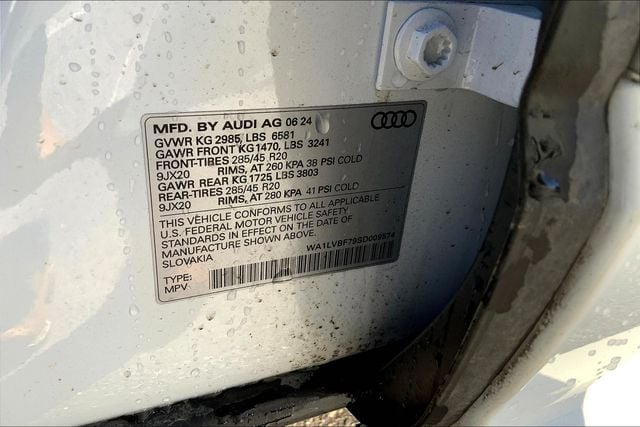 MFD. BY AUDI AG 06 24
GVWR KG 2985, LBS 6581
GAWR FRONT KG 1470, LBS 3241
FRONT-TIRES 285/45 R20
9JX20 RIMS, AT 260 KPA 38 PSI COLD
GAWR REAR KG 1725, LBS 3803
REAR-TIRES 285/45 R20
9JX20 RIMS, AT 280 KPA 41 PSI COLD
THIS VEHICLE CONFORMS TO ALL APPLICABLE
U.S. FEDERAL MOTOR VEHICLE SAFETY
STANDARDS IN EFFECT ON THE DATE OF
MANUFACTURE SHOWN ABOVE.
SLOVAKIA WA1LVBF79SD009574
TYPE:
MPV